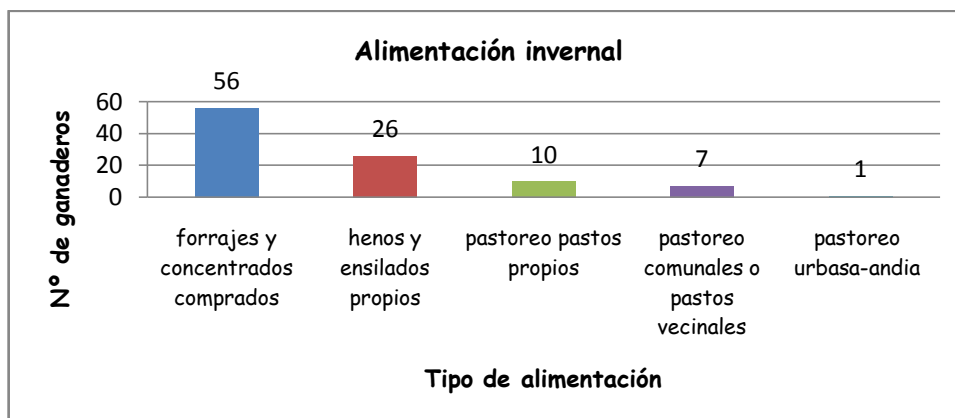 Alimentación invernal
Nº de ganaderos
60
40
20
0
56
26
10
7
1
forrajes y
concentrados
comprados
henos y
ensilados
propios
pastoreo pastos
propios
pastoreo
comunales o
pastos
vecinales
pastoreo
urbasa-andia
Tipo de alimentación